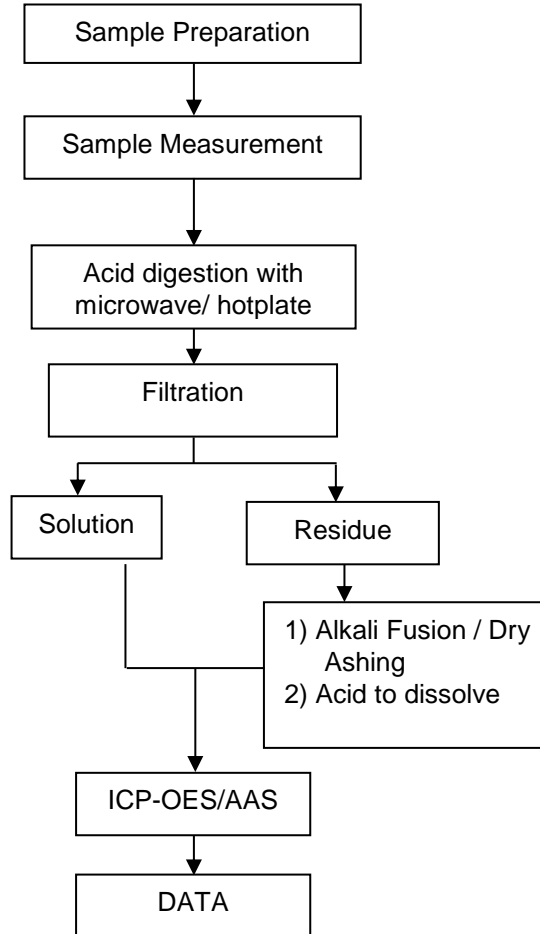 Sample Preparation
Sample Measurement
Acid digestion with
microwave/ hotplate
Filtration
Solution
Residue
1) Alkali Fusion / Dry
Ashing
2) Acid to dissolve
ICP-OES/AAS
DATA